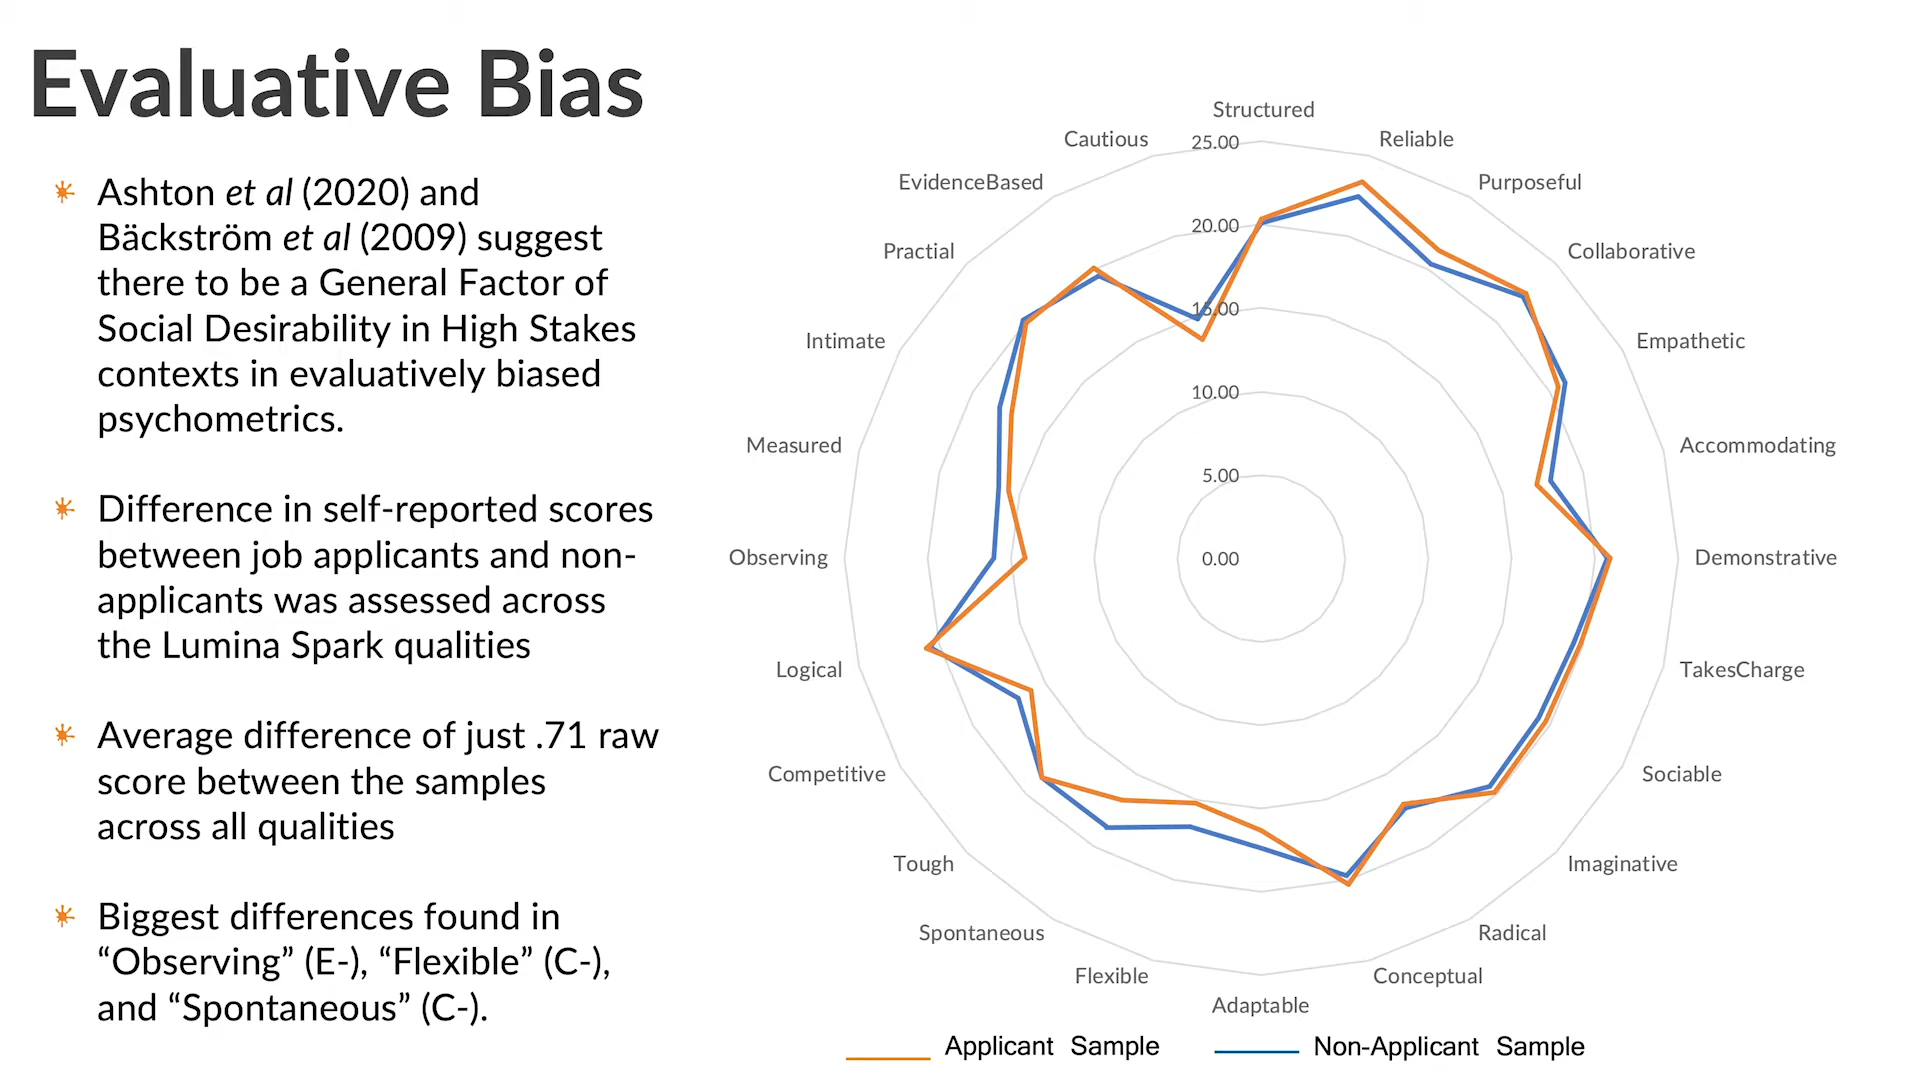 Evaluative Bias
Ashton et al (2020) and
Bäckström et al (2009) suggest
there to be a General Factor of
Social Desirability in High Stakes
contexts in evaluatively biased
psychometrics.
Difference in self-reported scores
between job applicants and non-
applicants was assessed across
the Lumina Spark qualities
Average difference of just .71 raw
score between the samples
across all qualities
Biggest differences found in
“Observing” (E-), “Flexible” (C-),
and “Spontaneous” (C-).
Structured
Reliable
Purposeful
Collaborative
Empathetic
Accommodating
Demonstrative
TakesCharge
Sociable
Imaginative
Radical
Conceptual
Adaptable
Flexible
Spontaneous
Tough
Competitive
Logical
Observing
Measured
Intimate
Practial
EvidenceBased
Cautious
25.00
20.00
15.00
10.00
5.00
0.00
Applicant Sample
Non-Applicant Sample